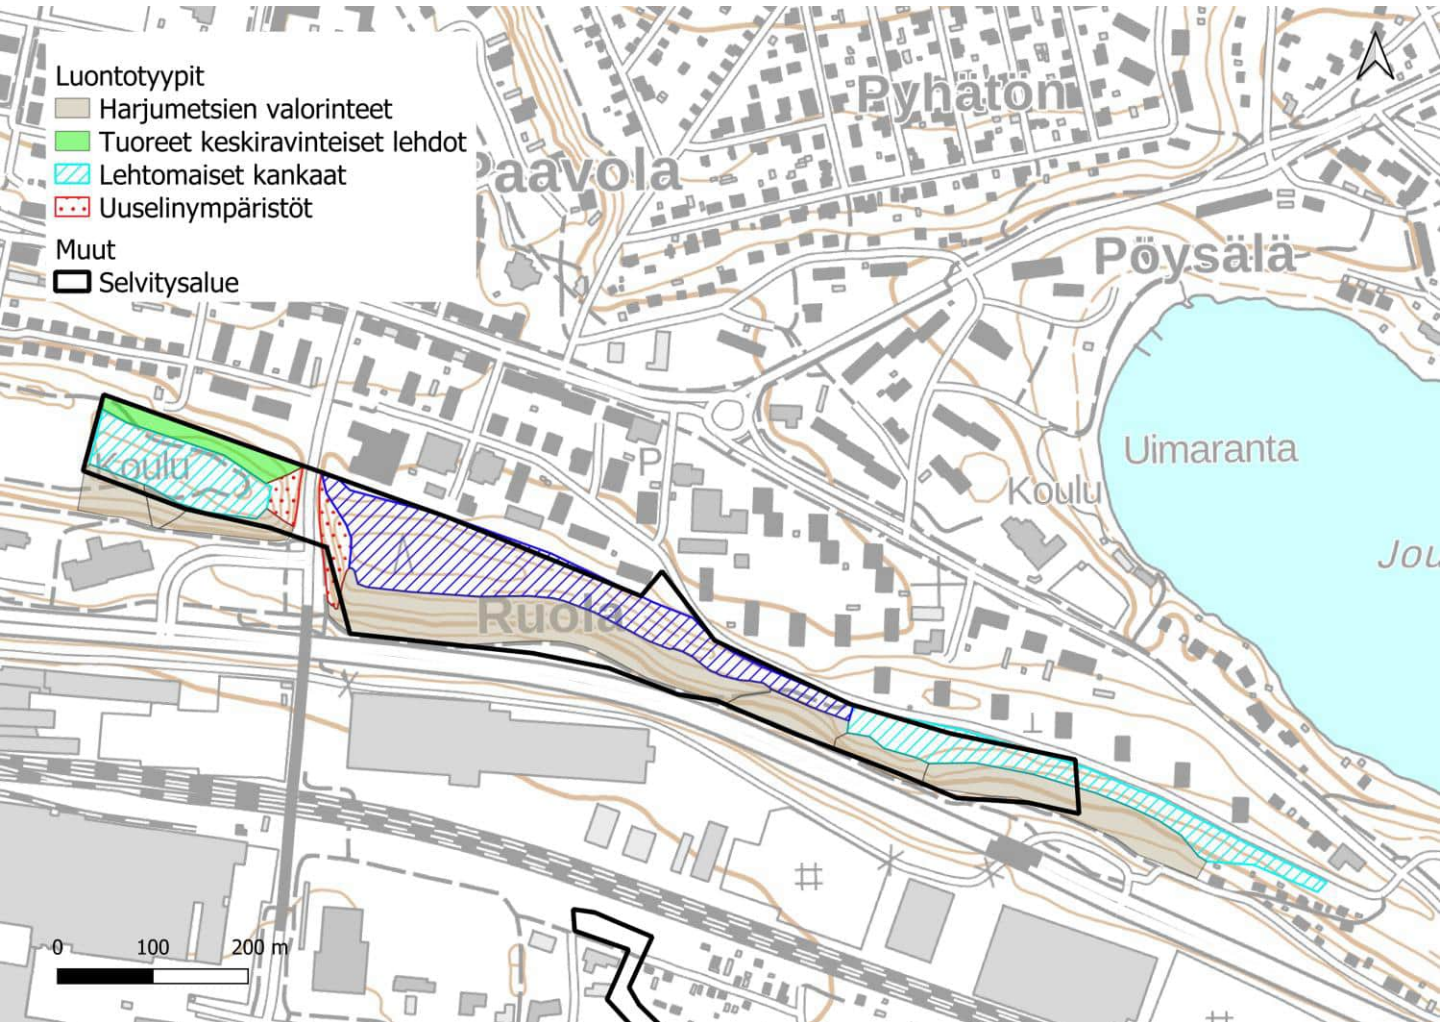 Luontotyypit
Harjumetsien valorinteet
Tuoreet keskiravinteiset lehdot
Lehtomaiset kankaat
Uuselinympäristöt
Muut
Selvitysalue
Pyhätön
Paavola
Pöysälä
Uimaranta
Koulu
P
Koulu
Jou
Ruola
0 100 200 m